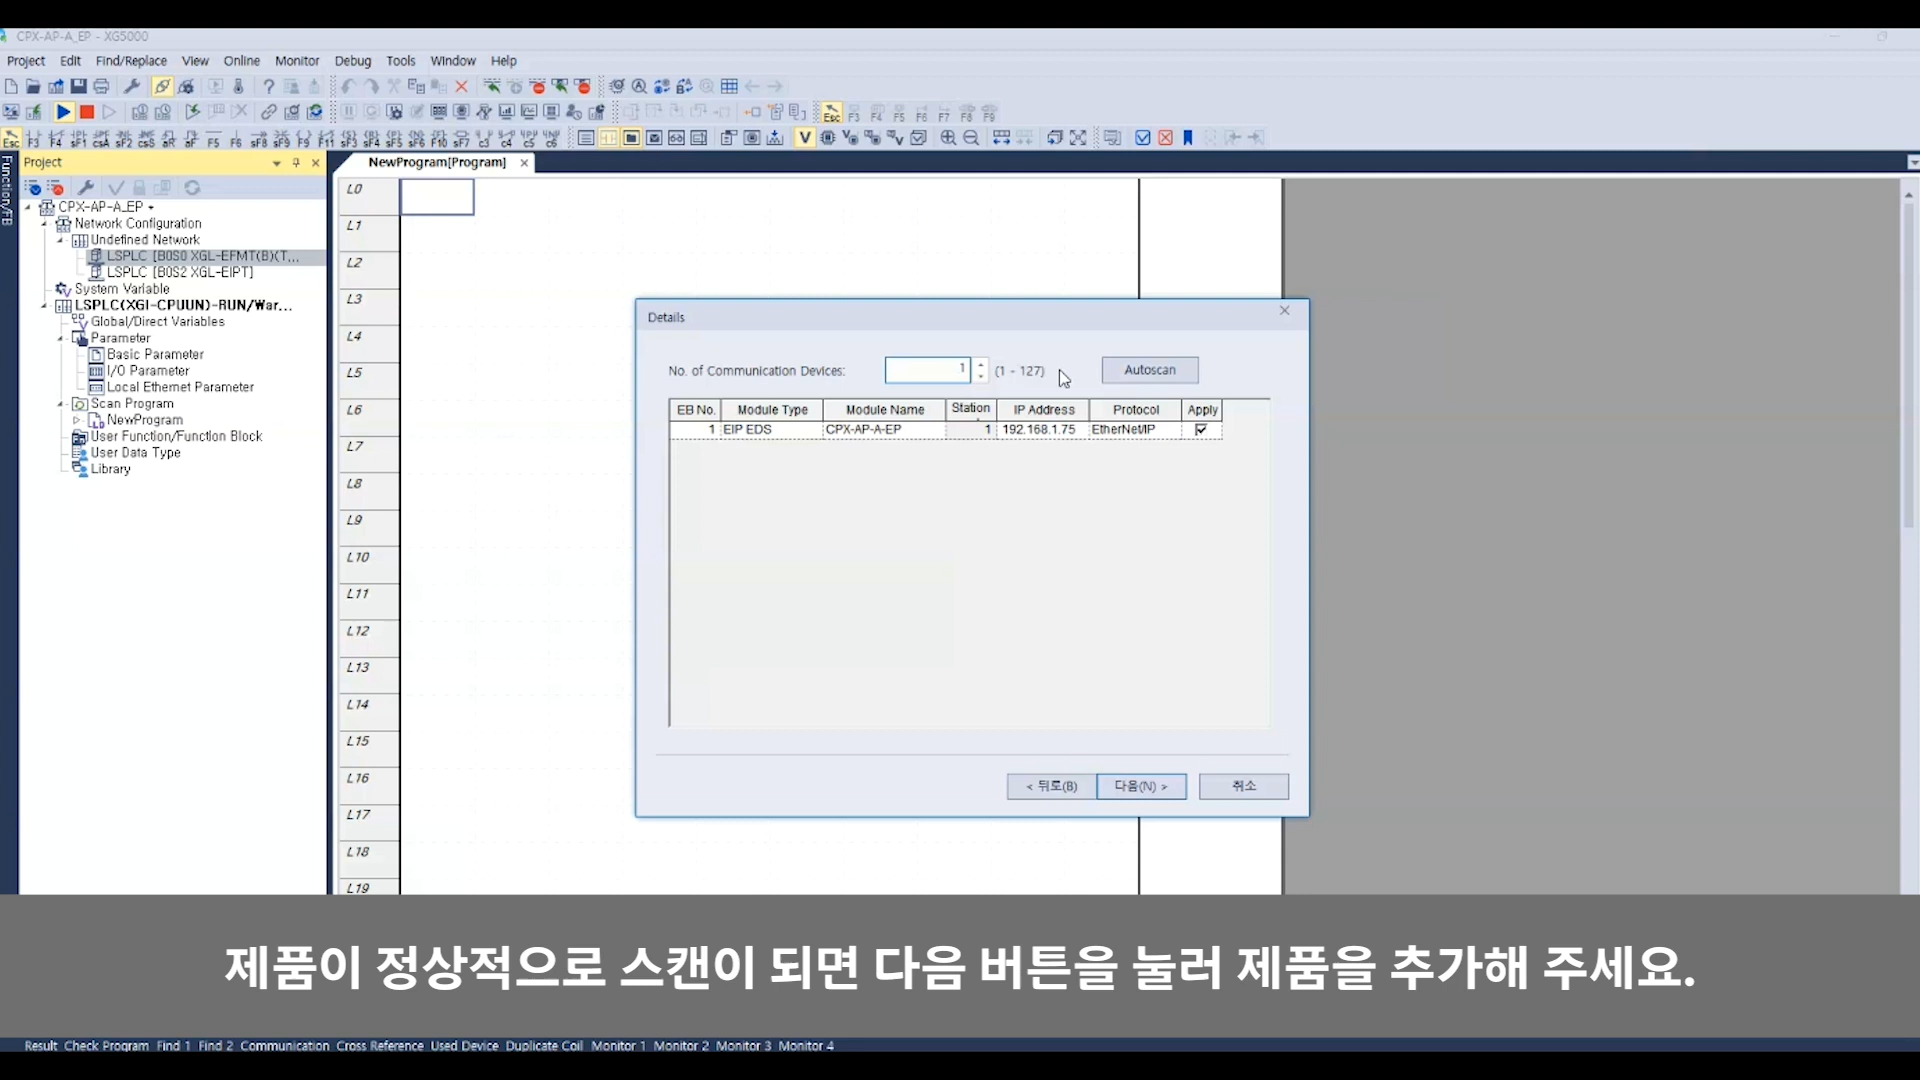 CPX-AP-A_EP - XG5000
Project Edit Find/Replace View Online Monitor Debug Tools Window Help
Project
NewProgram[Program]
Function/FB
CPX-AP-A_EP
Network Configuration
Undefined Network
LSPLC [B0S0 XGL-EFMT(B)(T...
LSPLC [B0S2 XGL-EIPT]
System Variable
LSPLC(XGI-CPUUN)-RUN/War...
Global/Direct Variables
Parameter
Basic Parameter
I/O Parameter
Local Ethernet Parameter
Scan Program
NewProgram
User Function/Function Block
User Data Type
Library
L0
L1
L2
L3
L4
L5
L6
L7
L8
L9
L10
L11
L12
L13
L14
L15
L16
L17
L18
L19
Details
No. of Communication Devices: 1 (1 - 127) Autoscan
EB No. Module Type Module Name Station IP Address Protocol Apply
1 EIP EDS CPX-AP-A-EP 1 192.168.1.75 EtherNet/IP
< 뒤로(B) 다음(N) > 취소
제품이 정상적으로 스캔이 되면 다음 버튼을 눌러 제품을 추가해 주세요.
Result Check Program Find 1 Find 2 Communication Cross Reference Used Device Duplicate Coil Monitor 1 Monitor 2 Monitor 3 Monitor 4